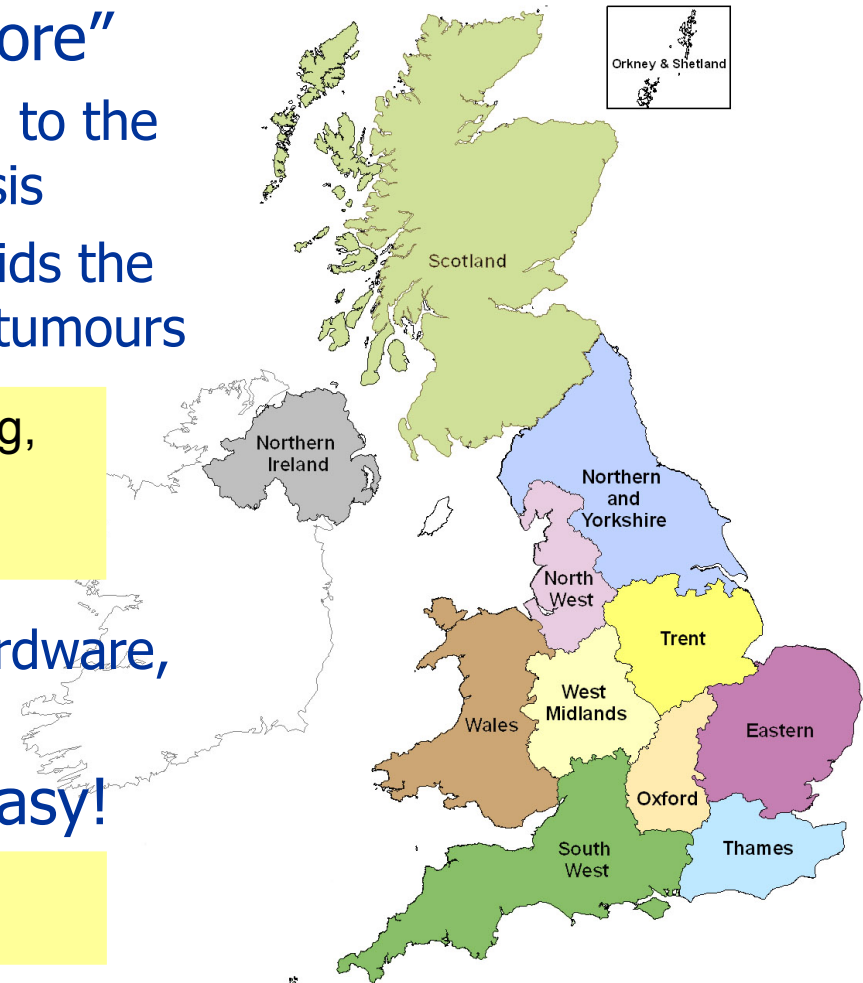 ore”
to the
sis
ids the
tumours
g,
rdware,
asy!
Orkney & Shetland
Scotland
Northern
Ireland
Northern
and
Yorkshire
North
West
Trent
West
Midlands
Wales
Eastern
Oxford
Thames
South
West